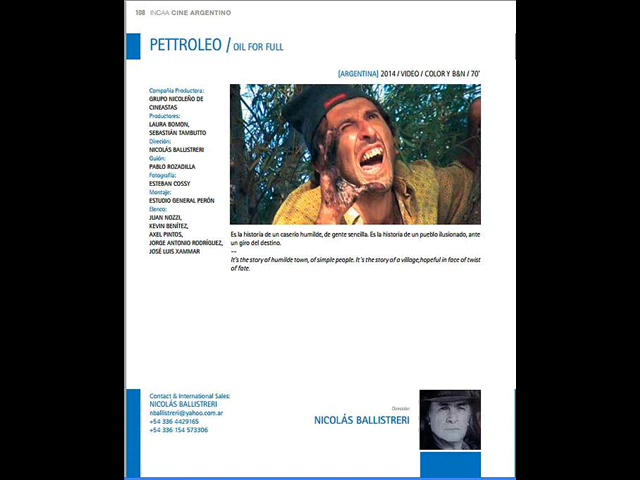 108 INCAA CINE ARGENTINO
PETTROLEO / OIL FOR FULL
[ARGENTINA] 2014 / VIDEO / COLOR Y B&N / 70'
Compañía Productora:
GRUPO NICOLEÑO DE
CINEASTAS
Productores:
LAURA BOMON,
SEBASTIÁN TAMBUTTO
Direción:
NICOLÁS BALLISTRERI
Guión:
PABLO ROZADILLA
Fotografía:
ESTEBAN COSSY
Montaje:
ESTUDIO GENERAL PERÓN
Elenco:
JUAN NOZZI,
KEVIN BENÍTEZ,
AXEL PINTOS,
JORGE ANTONIO RODRÍGUEZ,
JOSÉ LUIS XAMMAR
Es la historia de un caserío humilde, de gente sencilla. Es la historia de un pueblo ilusionado, ante
un giro del destino.
---
It's the story of humilde town, of simple people. It´s the story of a village,hopeful in face of twist
of fate.
Contact & International Sales:
NICOLÁS BALLISTRERI
nballistreri@yahoo.com.ar
+54 336 4429165
+54 336 154 573306
Director
NICOLÁS BALLISTRERI